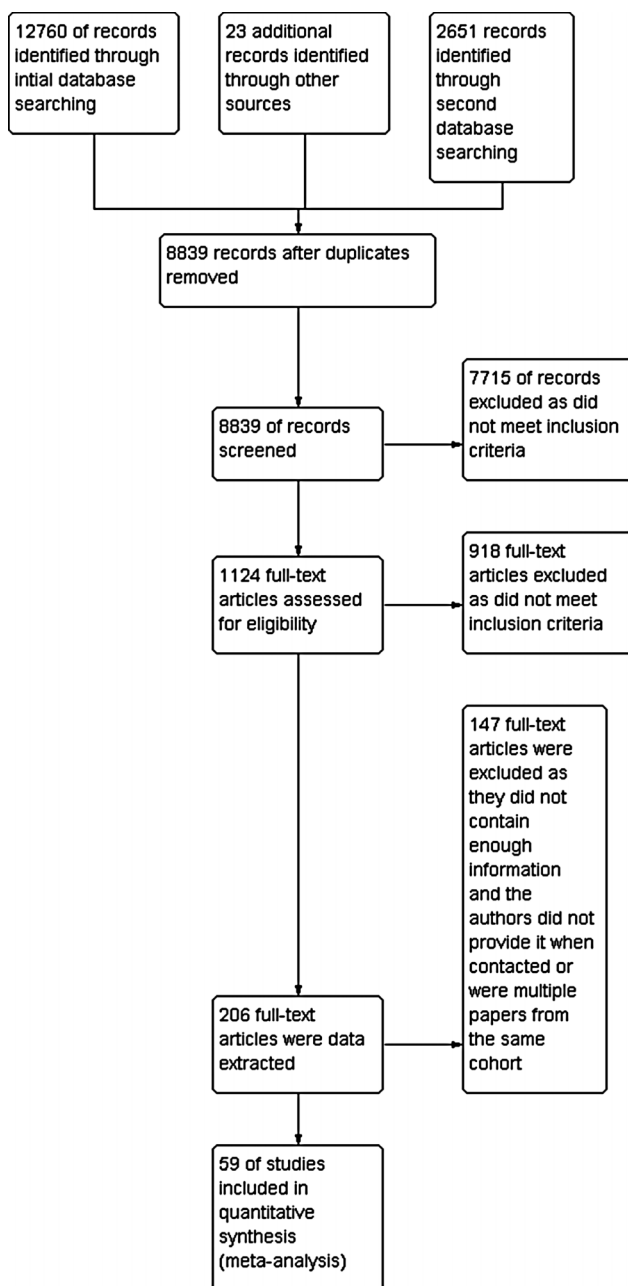 12760 of records
identified through
intial database
searching
23 additional
records identified
through other
sources
2651 records
identified
through
second
database
searching
8839 records after duplicates
removed
8839 of records
screened
7715 of records
excluded as did
not meet inclusion
criteria
1124 full-text
articles assessed
for eligibility
918 full-text
articles excluded
as did not meet
inclusion criteria
147 full-text
articles were
excluded as
they did not
contain
enough
information
and the
authors did not
provide it when
contacted or
were multiple
papers from
the same
cohort
206 full-text
articles were data
extracted
59 of studies
included in
quantitative
synthesis
(meta-analysis)